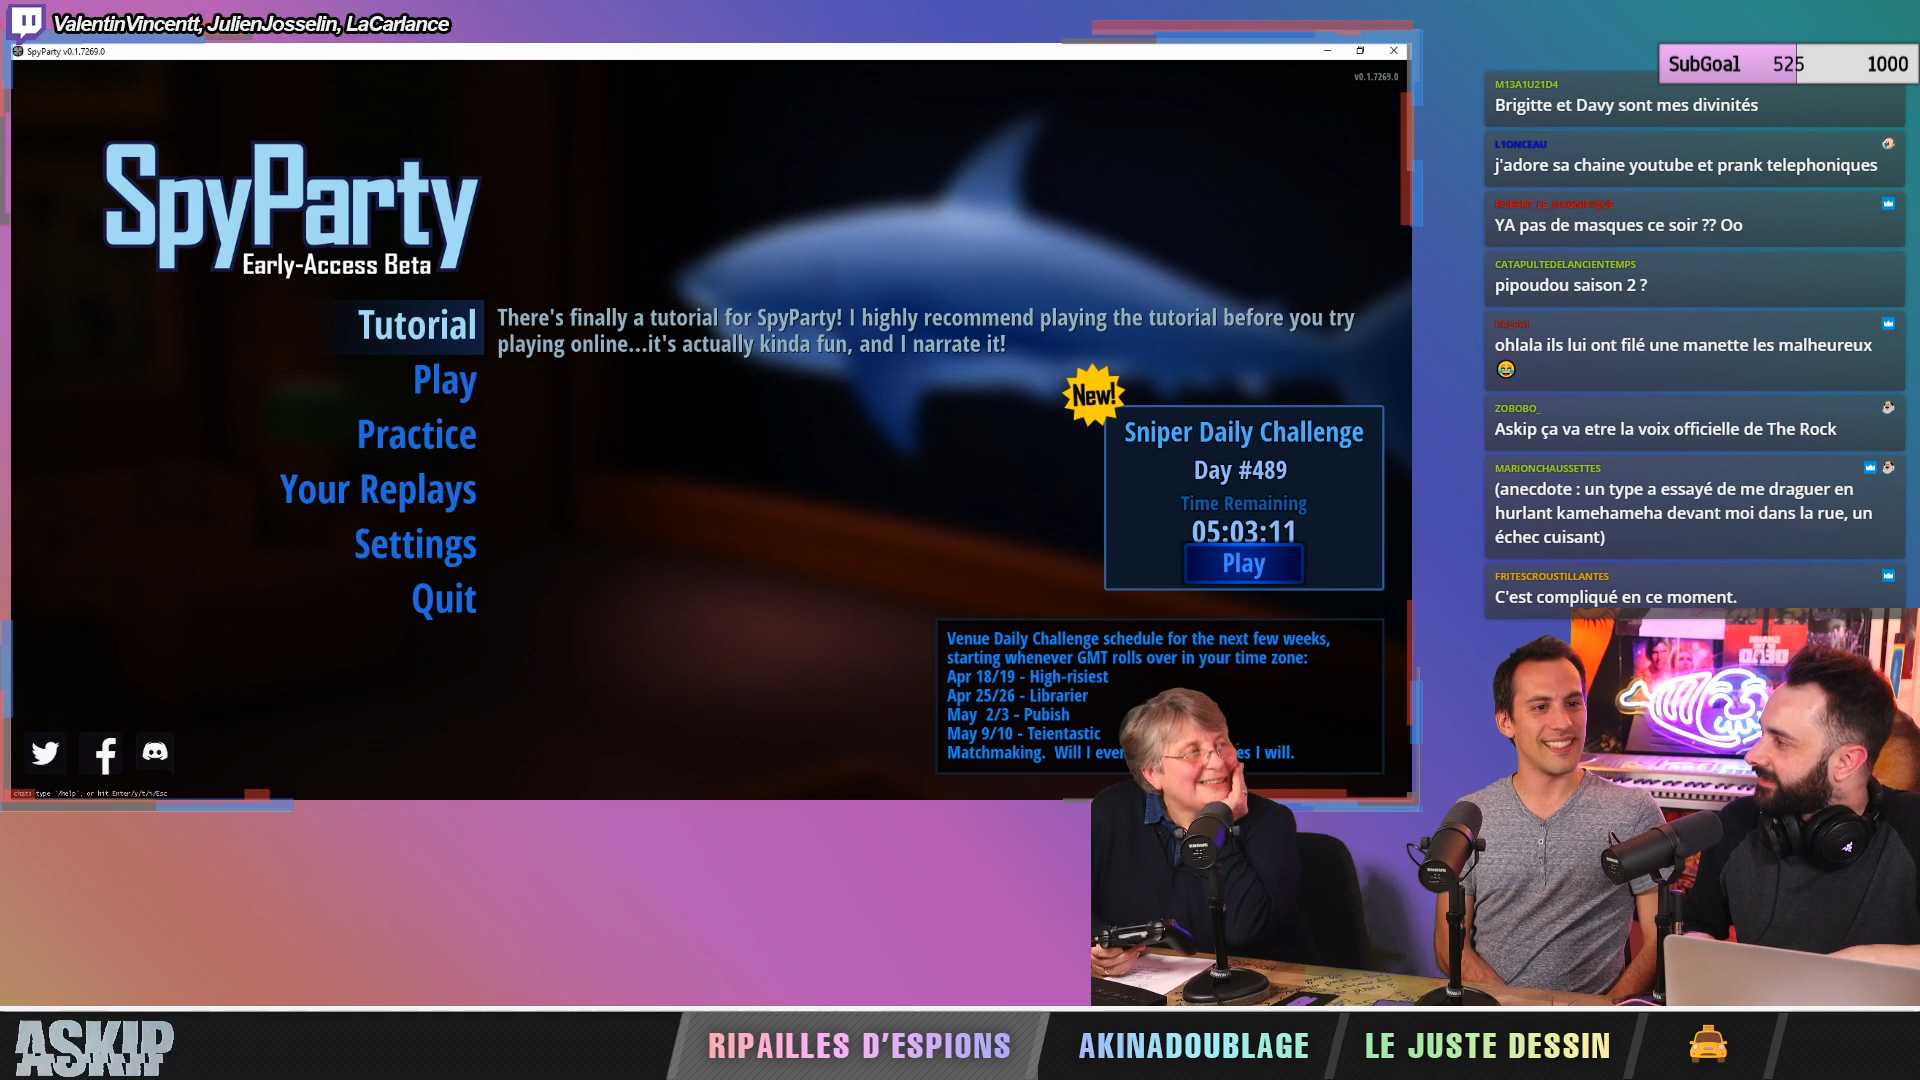 ValentinVincentt, JulienJosselin, LaCarlance
SpyParty v0.1.7269.0
v0.1.7269.0
SpyParty
Early-Access Beta
Tutorial
There's finally a tutorial for SpyParty! I highly recommend playing the tutorial before you try
playing online...it's actually kinda fun, and I narrate it!
Play
Practice
Your Replays
Settings
Quit
New!
Sniper Daily Challenge
Day #489
Time Remaining
05:03:11
Play
Venue Daily Challenge schedule for the next few weeks,
starting whenever GMT rolls over in your time zone:
Apr 18/19 - High-risiest
Apr 25/26 - Librarier
May 2/3 - Pubish
May 9/10 - Teientastic
Matchmaking. Will I ever
es I will.
chat: type '/help', or hit Enter/y/t/i/Esc
SubGoal 525 1000
M13A1U21D4
Brigitte et Davy sont mes divinités
L1ONCEAU
j'adore sa chaine youtube et prank telephoniques
ROBERT_LE_MAGNIFIQUE
YA pas de masques ce soir ?? Oo
CATAPULTEDELANCIENTEMPS
pipoudou saison 2 ?
ohlala ils lui ont filé une manette les malheureux
😂
ZOBOBO_
Askip ça va etre la voix officielle de The Rock
MARIONCHAUSSETTES
(anecdote : un type a essayé de me draguer en
hurlant kamehameha devant moi dans la rue, un
échec cuisant)
FRITESCROUSTILLANTES
C'est compliqué en ce moment.
ASKIP
RIPAILLES D'ESPIONS
AKINADOUBLAGE
LE JUSTE DESSIN